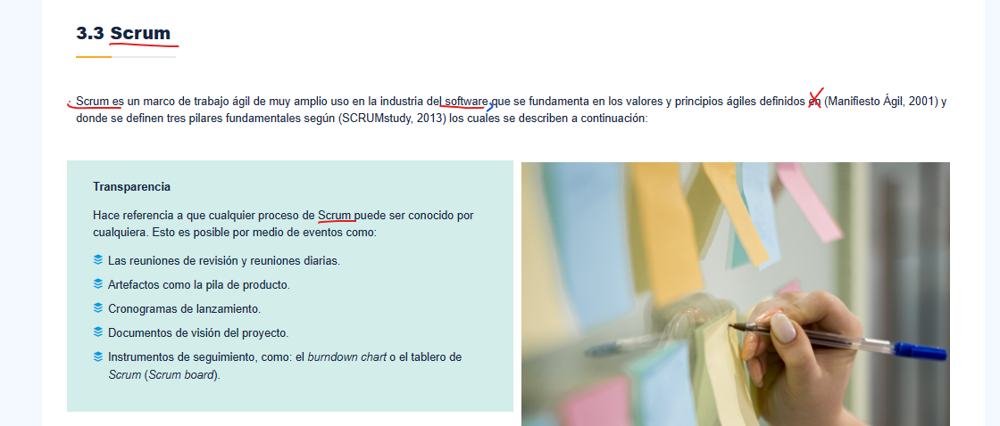 3.3 Scrum
Scrum es un marco de trabajo ágil de muy amplio uso en la industria del software que se fundamenta en los valores y principios ágiles definidos en (Manifiesto Ágil, 2001) y
donde se definen tres pilares fundamentales según (SCRUMstudy, 2013) los cuales se describen a continuación:
Transparencia
Hace referencia a que cualquier proceso de Scrum puede ser conocido por
cualquiera. Esto es posible por medio de eventos como:
Las reuniones de revisión y reuniones diarias.
Artefactos como la pila de producto.
Cronogramas de lanzamiento.
Documentos de visión del proyecto.
Instrumentos de seguimiento, como: el burndown chart o el tablero de
Scrum (Scrum board).